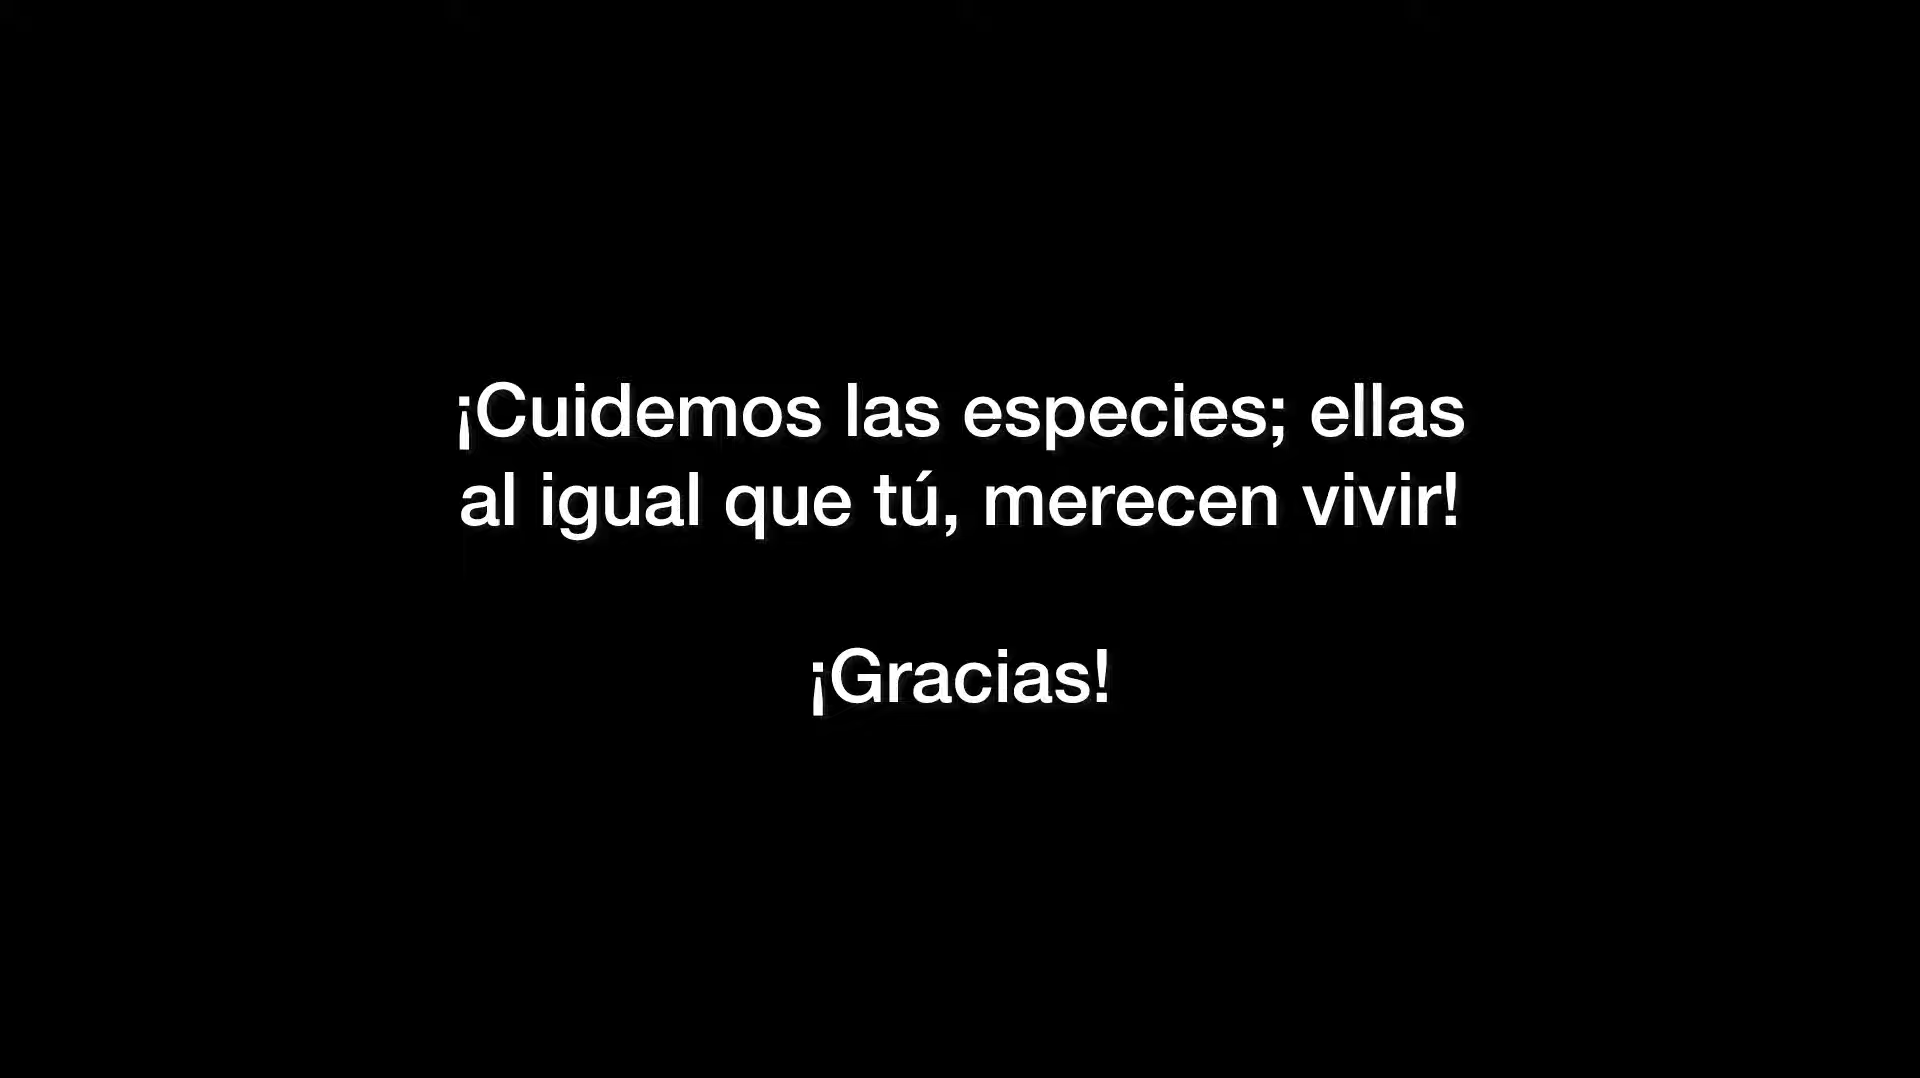 ¡Cuidemos las especies; ellas
al igual que tú, merecen vivir!
¡Gracias!